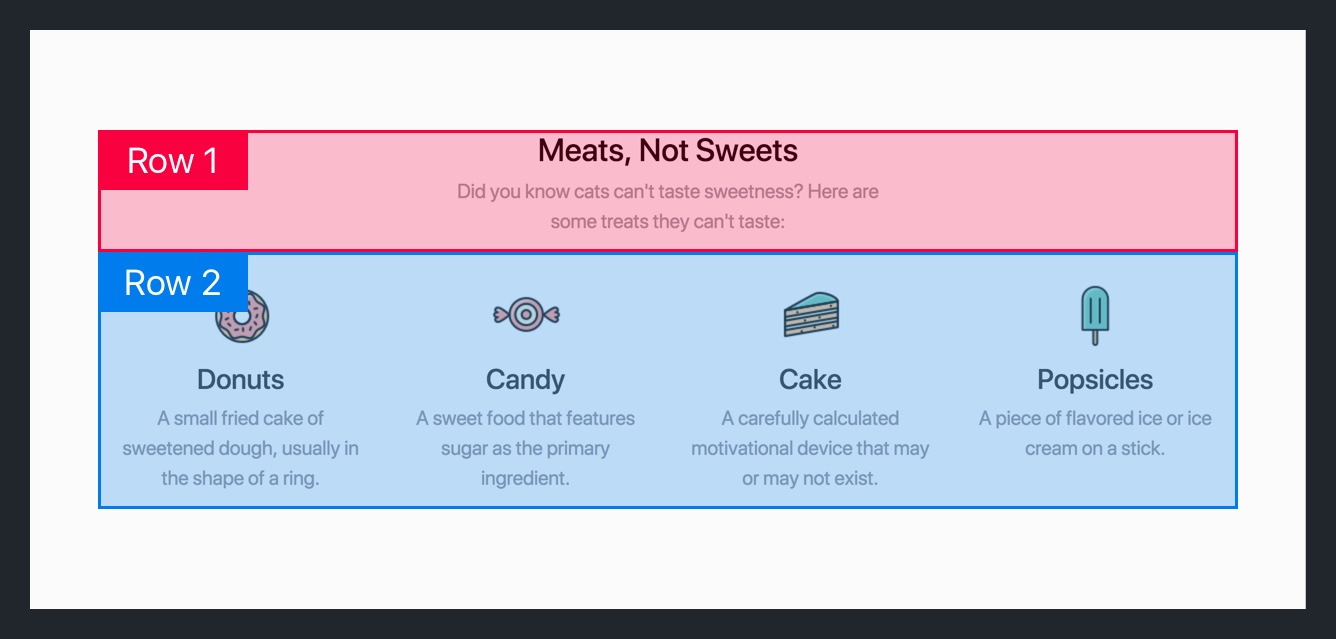 Row 1
Meats, Not Sweets
Did you know cats can't taste sweetness? Here are
some treats they can't taste:
Row 2
Donuts
A small fried cake of
sweetened dough, usually in
the shape of a ring.
Candy
A sweet food that features
sugar as the primary
ingredient.
Cake
A carefully calculated
motivational device that may
or may not exist.
Popsicles
A piece of flavored ice or ice
cream on a stick.